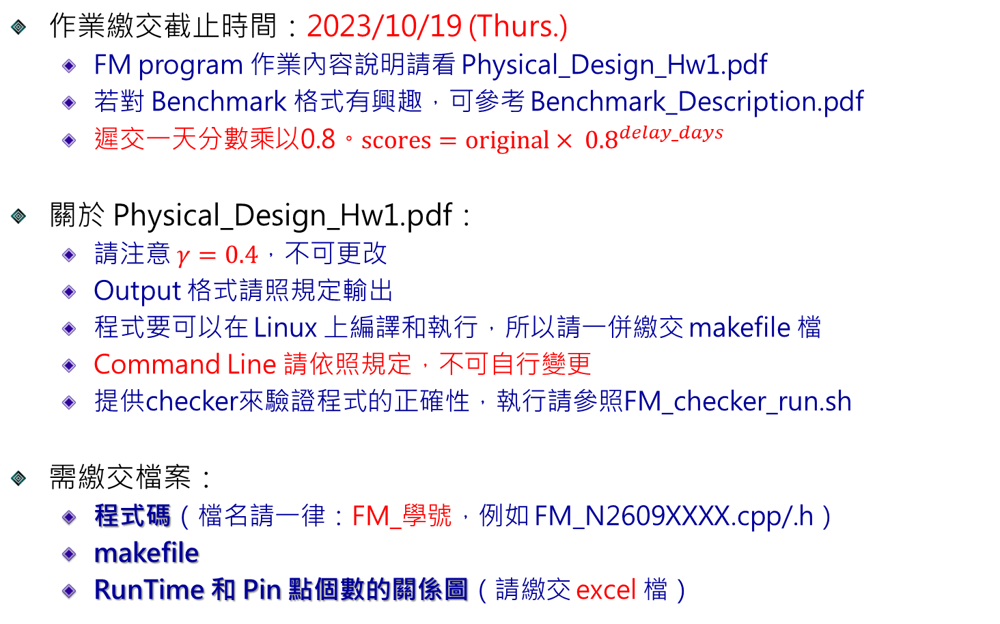 作業繳交截止時間：2023/10/19 (Thurs.)
FM program 作業內容說明請看 Physical_Design_Hw1.pdf
若對 Benchmark 格式有興趣，可參考 Benchmark_Description.pdf
遲交一天分數乘以0.8。scores = original × 0.8^{delay_days}
關於 Physical_Design_Hw1.pdf：
請注意 γ = 0.4，不可更改
Output 格式請照規定輸出
程式要可以在 Linux 上編譯和執行，所以請一併繳交 makefile 檔
Command Line 請依照規定，不可自行變更
提供checker來驗證程式的正確性，執行請參照FM_checker_run.sh
需繳交檔案：
程式碼（檔名請一律：FM_學號，例如 FM_N2609XXXX.cpp/.h）
makefile
RunTime 和 Pin 點個數的關係圖（請繳交 excel 檔）